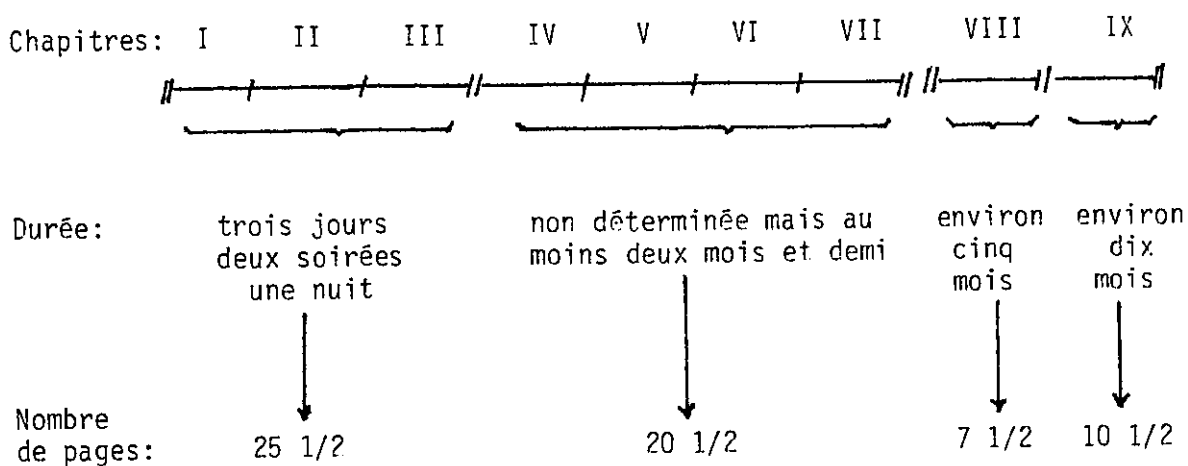 Chapitres: I II III IV V VI VII VIII IX
Durée: trois jours non déterminée mais au environ environ
deux soirées moins deux mois et demi cinq dix
une nuit mois mois
Nombre
de pages: 25 1/2 20 1/2 7 1/2 10 1/2